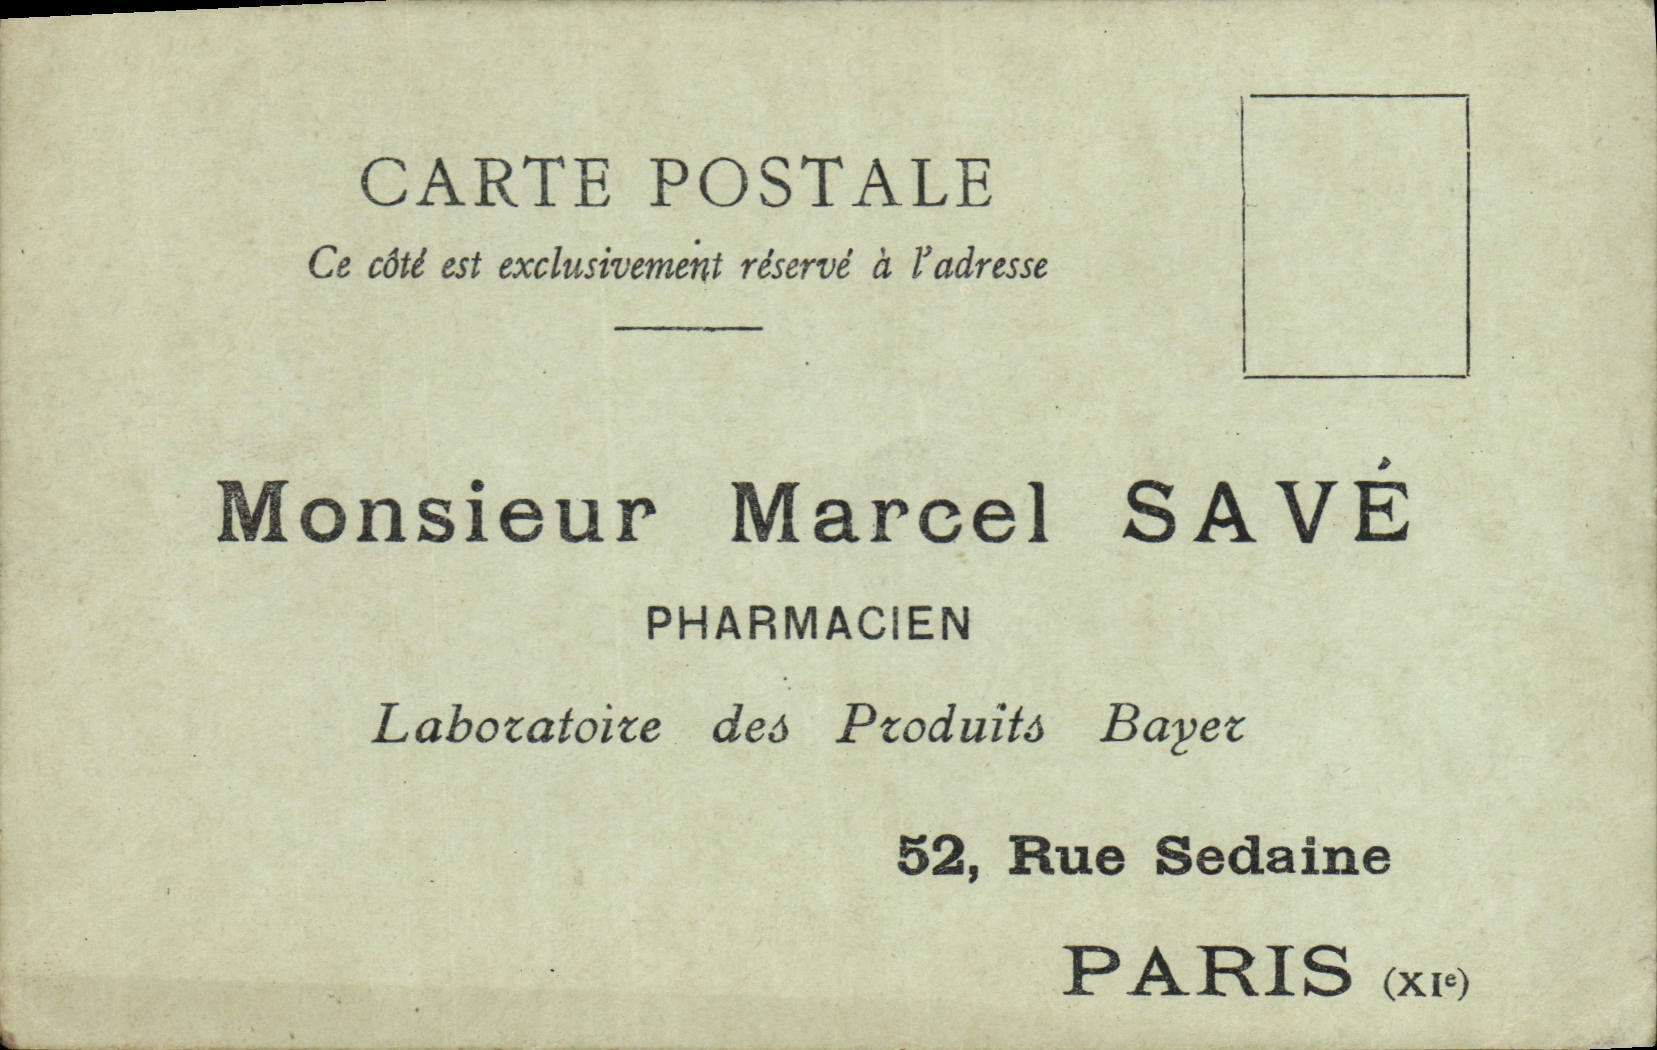 CARTE POSTALE
Ce côté est exclusivement réservé à l'adresse
Monsieur Marcel SAVÉ
PHARMACIEN
Laboratoire des Produits Bayer
52, Rue Sedaine
PARIS (XIe)